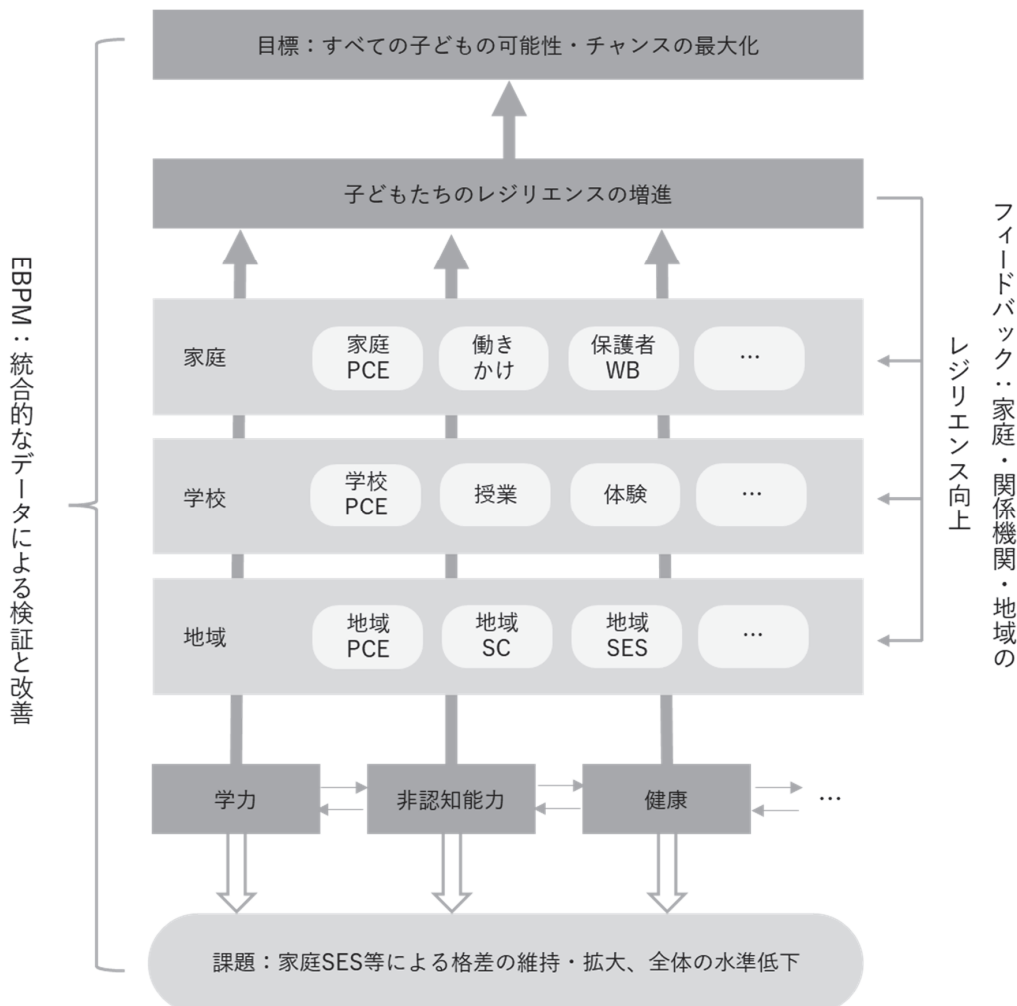 目標：すべての子どもの可能性・チャンスの最大化
子どもたちのレジリエンスの増進
家庭
家庭
PCE
働き
かけ
保護者
WB
…
学校
学校
PCE
授業
体験
…
地域
地域
PCE
地域
SC
地域
SES
…
学力
非認知能力
健康
…
課題：家庭SES等による格差の維持・拡大、全体の水準低下
EBPM：統合的なデータによる検証と改善
フィードバック：家庭・関係機関・地域の
レジリエンス向上